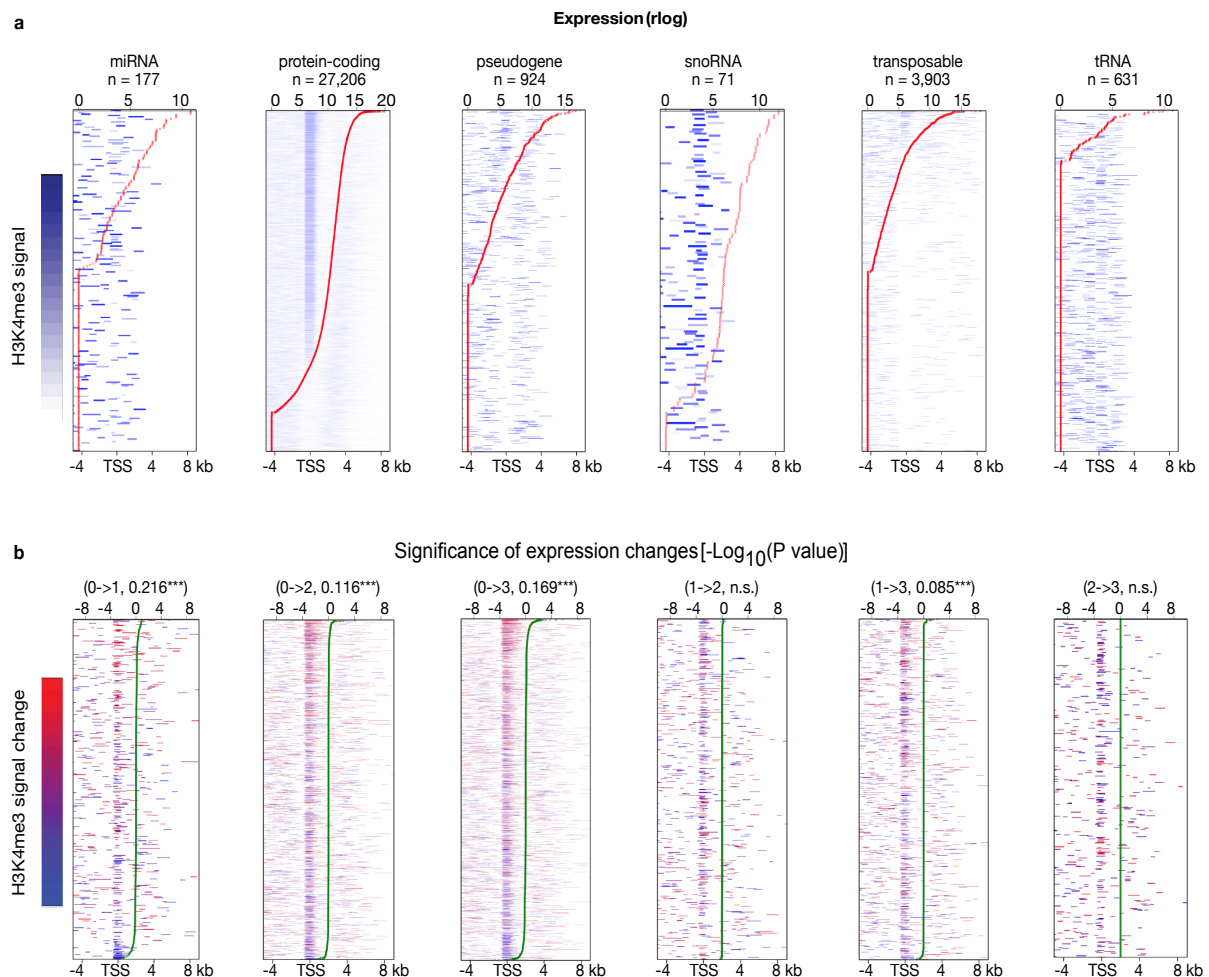 a
Expression (rlog)
miRNA protein-coding pseudogene snoRNA transposable tRNA
n = 177 n = 27,206 n = 924 n = 71 n = 3,903 n = 631
0 5 10 0 5 10 15 20 0 5 10 15 0 5 10 0 5 10 15 0 5 10
H3K4me3 signal
-4 TSS 4 8 kb -4 TSS 4 8 kb -4 TSS 4 8 kb -4 TSS 4 8 kb -4 TSS 4 8 kb -4 TSS 4 8 kb
b
Significance of expression changes [-Log10(P value)]
(0->1, 0.216***) (0->2, 0.116***) (0->3, 0.169***) (1->2, n.s.) (1->3, 0.085***) (2->3, n.s.)
-8 -4 0 4 8 -8 -4 0 4 8 -8 -4 0 4 8 -8 -4 0 4 8 -8 -4 0 4 8 -8 -4 0 4 8
H3K4me3 signal change
-4 TSS 4 8 kb -4 TSS 4 8 kb -4 TSS 4 8 kb -4 TSS 4 8 kb -4 TSS 4 8 kb -4 TSS 4 8 kb